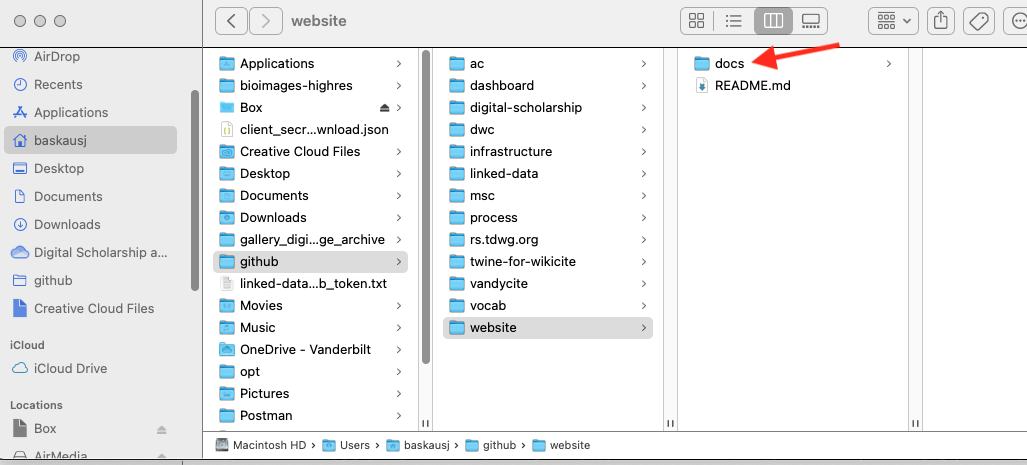 website
AirDrop
Recents
Applications
baskausj
Desktop
Documents
Downloads
Digital Scholarship a...
github
Creative Cloud Files
iCloud
iCloud Drive
Locations
Box
AirMedia
Applications
bioimages-highres
Box
client_secr...wnload.json
Creative Cloud Files
Desktop
Documents
Downloads
gallery_digi...ge_archive
github
linked-data...b_token.txt
Movies
Music
OneDrive - Vanderbilt
opt
Pictures
Postman
ac
dashboard
digital-scholarship
dwc
infrastructure
linked-data
msc
process
rs.tdwg.org
twine-for-wikicite
vandycite
vocab
website
docs
README.md
Macintosh HD › Users › baskausj › github › website